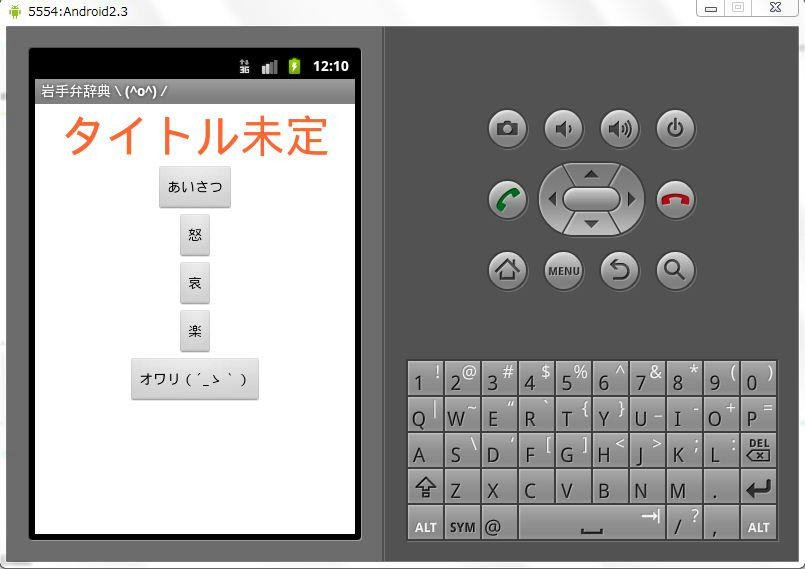 5554:Android2.3
3G 12:10
岩手弁辞典＼(^o^)／
タイトル未定
あいさつ
怒
哀
楽
オワリ（´_ゝ｀）
MENU
1 ! 2 @ 3 # 4 $ 5 % 6 ^ 7 & 8 * 9 ( 0 )
Q | W ~ E “ R ` T { Y } U _ I - O + P =
A S \ D ‘ F [ G ] H < J > K ; L : DEL
Z X C V B N M .
ALT SYM @ / ? , ALT